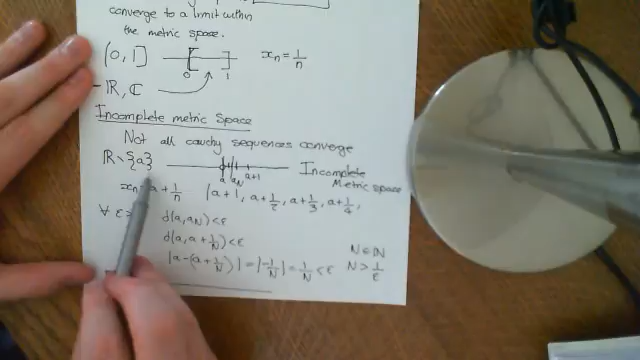 converge to a limit within
the metric space.
(0, 1] 0 1 xn = 1/n
- ℝ, ℂ
Incomplete metric space
Not all cauchy sequences converge
ℝ \ {a} a aN a+1 Incomplete
Metric space
xn = a + 1/n {a+1, a+1/2, a+1/3, a+1/4,
∀ ε > d(a, aN) < ε
d(a, a+1/N) < ε
|a-(a+1/N)| = |-1/N| = 1/N < ε
N ∈ ℕ
N > 1/ε